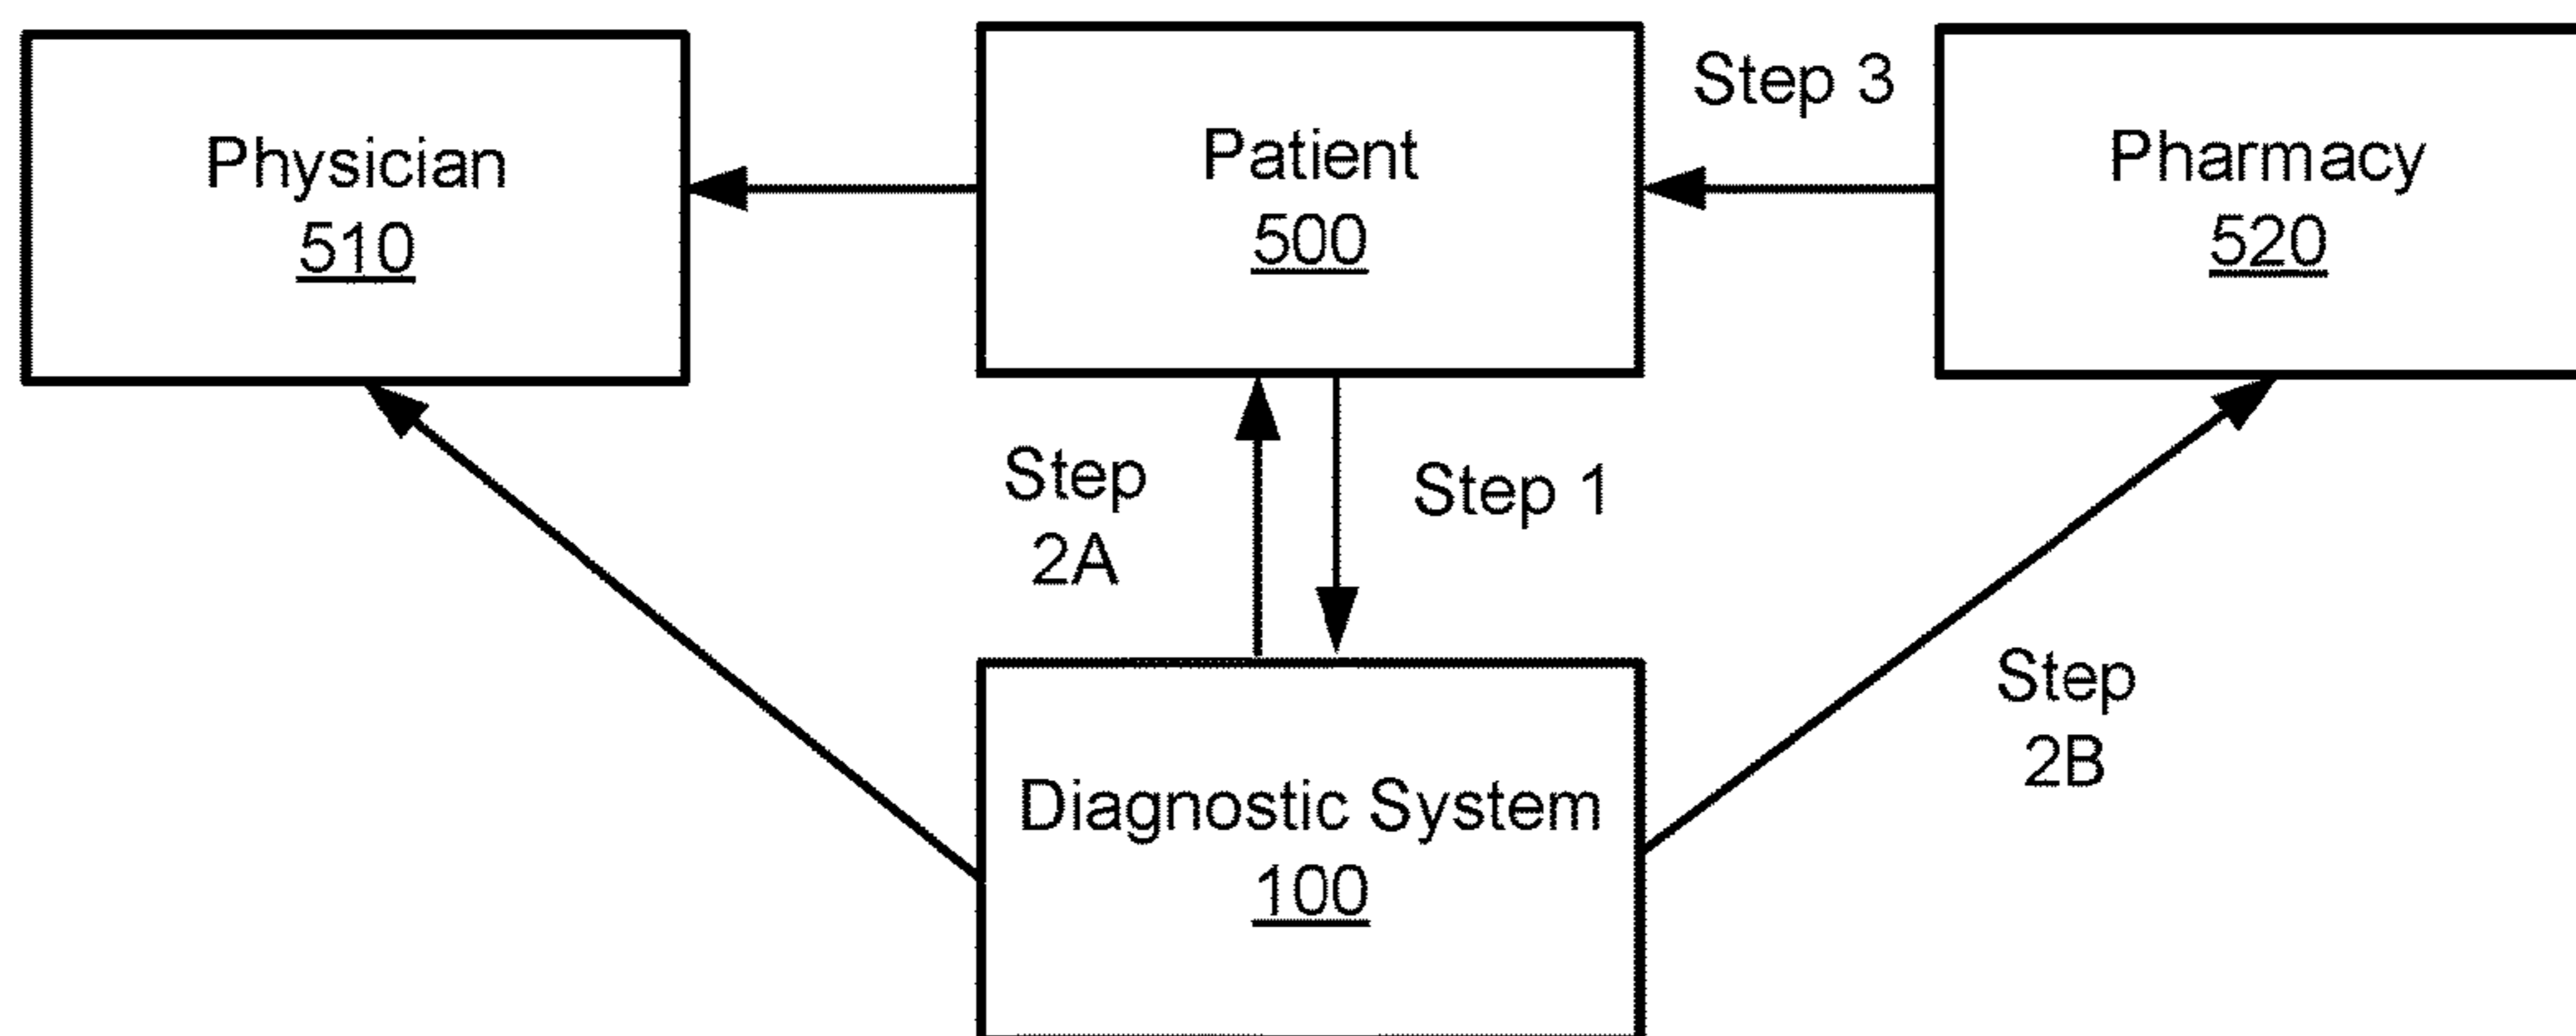 Physician
510
Patient
500
Step 3
Pharmacy
520
Step
2A
Step 1
Step
2B
Diagnostic System
100